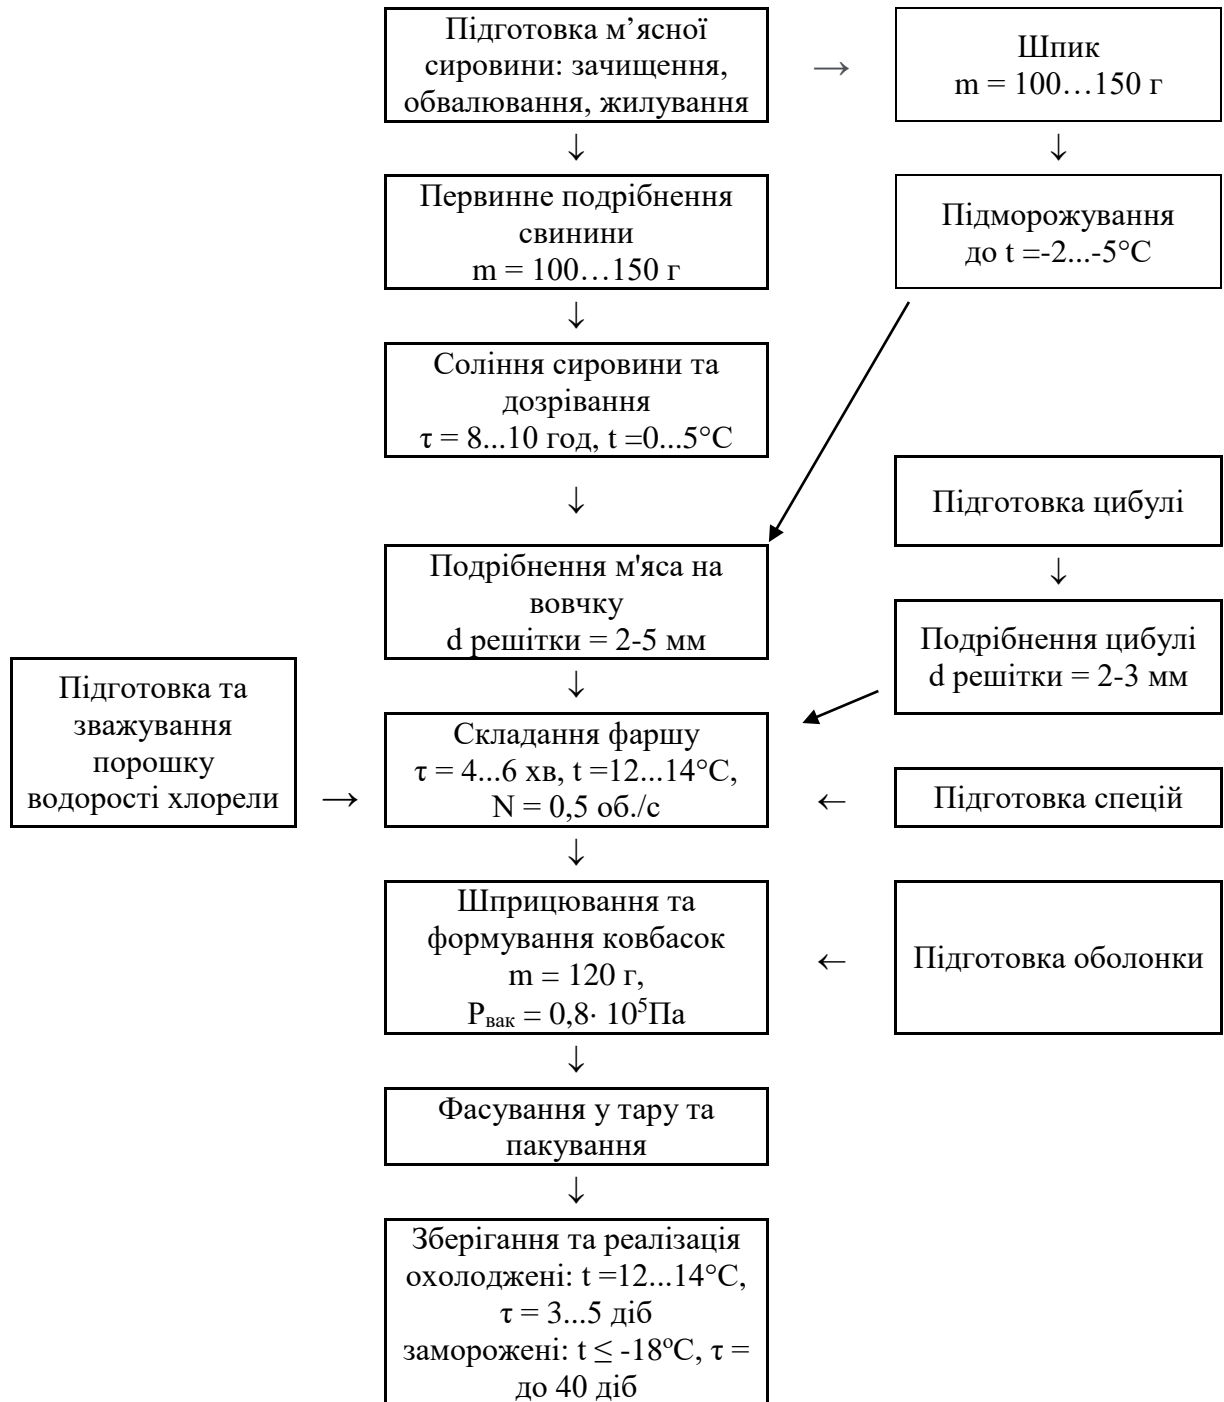 Підготовка м’ясної
сировини: зачищення,
обвалювання, жилування
→
Шпик
m = 100…150 г
↓
↓
Первинне подрібнення
свинини
m = 100…150 г
Підморожування
до t =-2...-5°С
↓
Соління сировини та
дозрівання
τ = 8...10 год, t =0...5°С
↓
Підготовка цибулі
↓
Подрібнення м'яса на
вовчку
d решітки = 2-5 мм
Подрібнення цибулі
d решітки = 2-3 мм
↓
Підготовка та
зважування
порошку
водорості хлорели
→
Складання фаршу
τ = 4...6 хв, t =12...14°С,
N = 0,5 об./с
←
Підготовка спецій
↓
Шприцювання та
формування ковбасок
m = 120 г,
Рвак = 0,8· 10⁵Па
←
Підготовка оболонки
↓
Фасування у тару та
пакування
↓
Зберігання та реалізація
охолоджені: t =12...14°С,
τ = 3...5 діб
заморожені: t ≤ -18ºС, τ =
до 40 діб